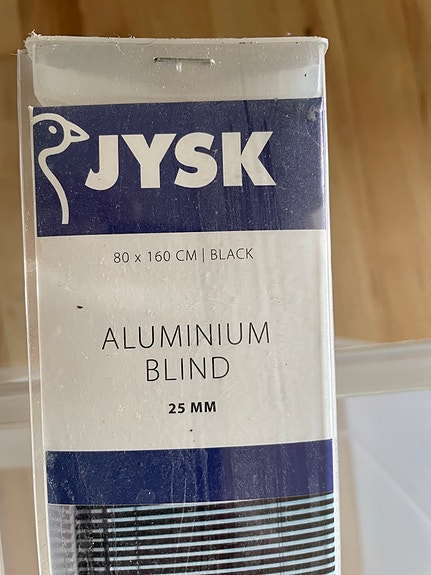 JYSK
80 x 160 CM | BLACK
ALUMINIUM
BLIND
25 MM